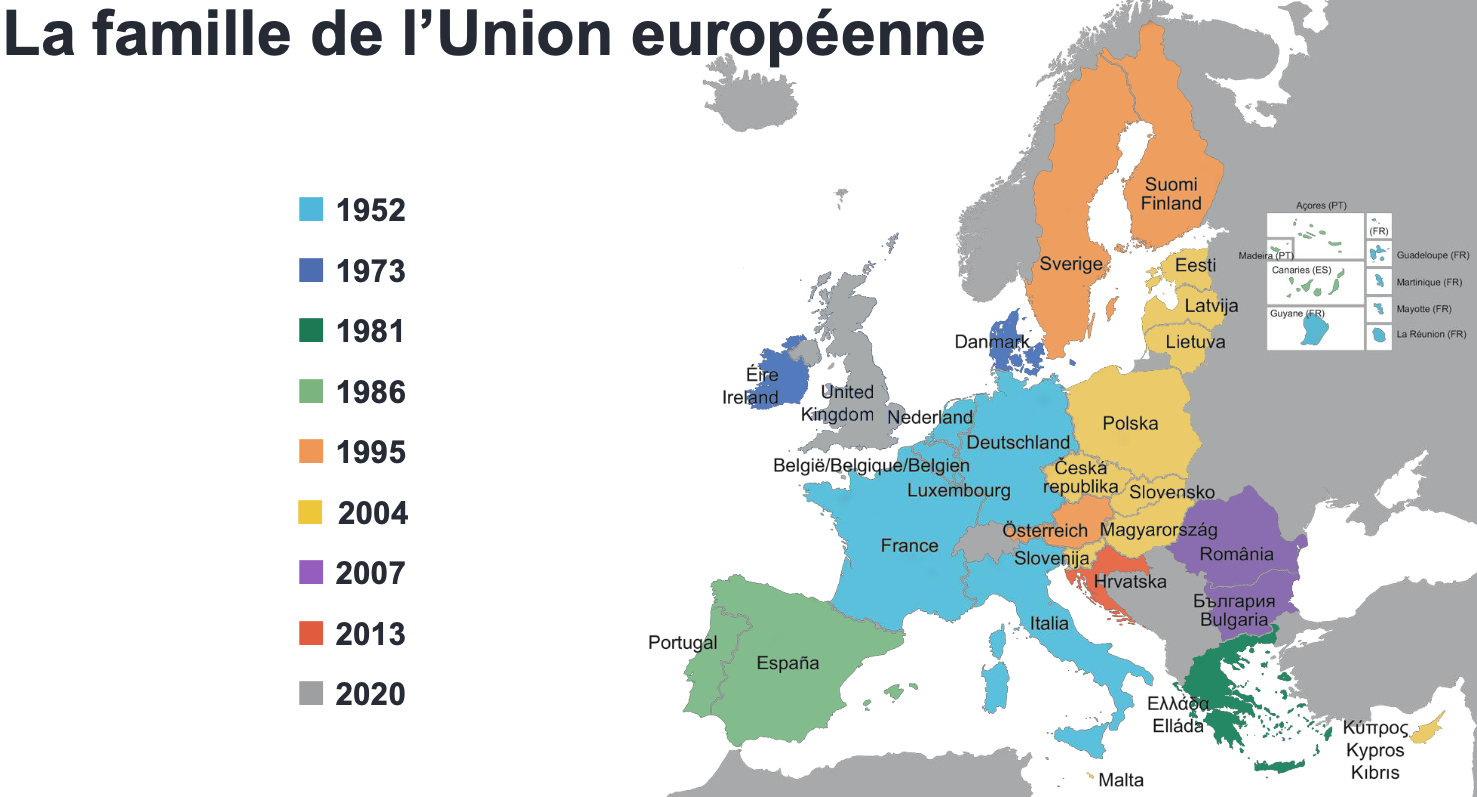 La famille de l’Union européenne
1952
1973
1981
1986
1995
2004
2007
2013
2020
Suomi
Finland
Sverige
Eesti
Latvija
Lietuva
Danmark
Éire
Ireland
United
Kingdom
Nederland
Polska
Deutschland
België/Belgique/Belgien
Česká
republika
Luxembourg
Slovensko
Österreich
Magyarország
France
Slovenija
România
Hrvatska
България
Bulgaria
Italia
Portugal
España
Ελλάδα
Elláda
Κύπρος
Kypros
Kıbrıs
Malta
Açores (PT)
(FR)
Madeira (PT)
Guadeloupe (FR)
Canaries (ES)
Martinique (FR)
Guyane (FR)
Mayotte (FR)
La Réunion (FR)